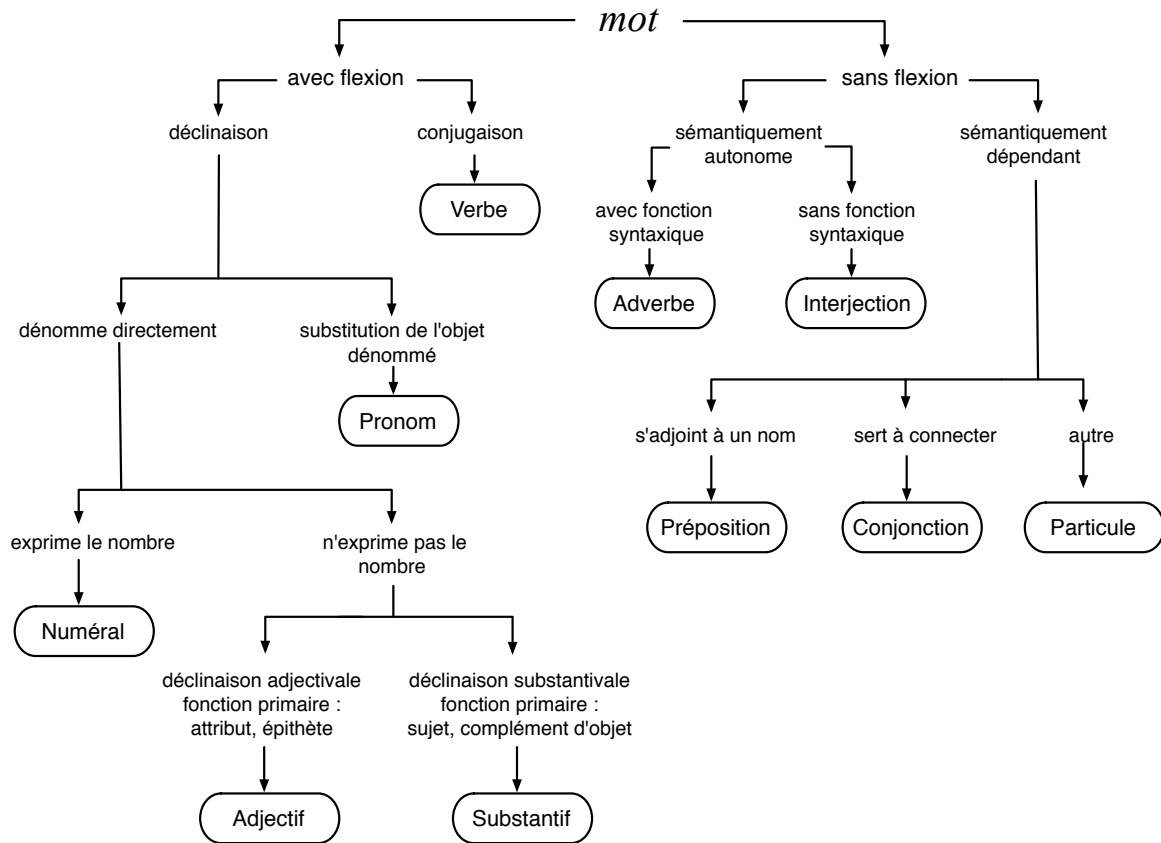 mot
avec flexion
sans flexion
déclinaison
conjugaison
Verbe
sémantiquement
autonome
sémantiquement
dépendant
avec fonction
syntaxique
sans fonction
syntaxique
Adverbe
Interjection
dénomme directement
substitution de l'objet
dénommé
Pronom
s'adjoint à un nom
sert à connecter
autre
Préposition
Conjonction
Particule
exprime le nombre
n'exprime pas le
nombre
Numéral
déclinaison adjectivale
fonction primaire :
attribut, épithète
déclinaison substantivale
fonction primaire :
sujet, complément d'objet
Adjectif
Substantif